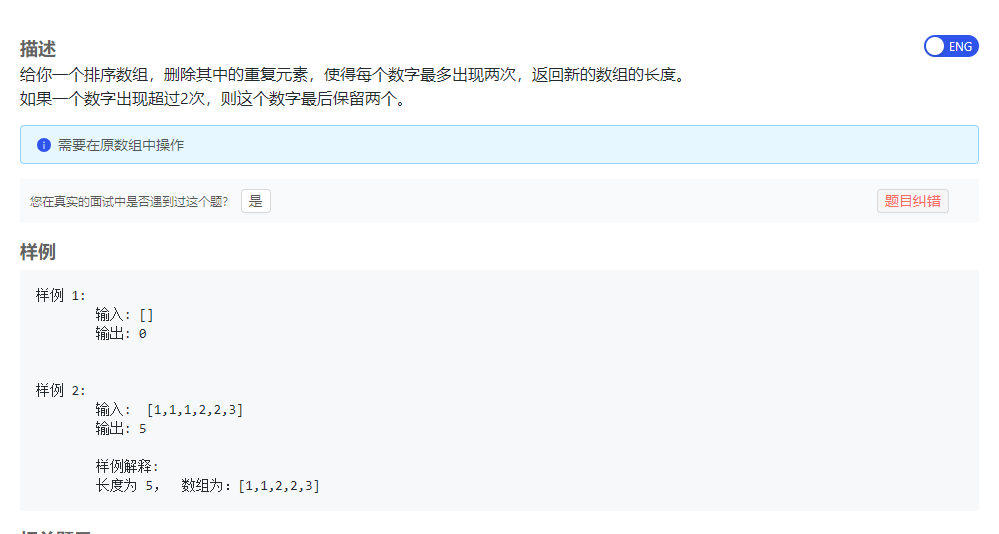 描述
ENG
给你一个排序数组，删除其中的重复元素，使得每个数字最多出现两次，返回新的数组的长度。
如果一个数字出现超过2次，则这个数字最后保留两个。
需要在原数组中操作
您在真实的面试中是否遇到过这个题? 是 题目纠错
样例
样例 1:
输入: []
输出: 0
样例 2:
输入: [1,1,1,2,2,3]
输出: 5
样例解释:
长度为 5， 数组为：[1,1,2,2,3]